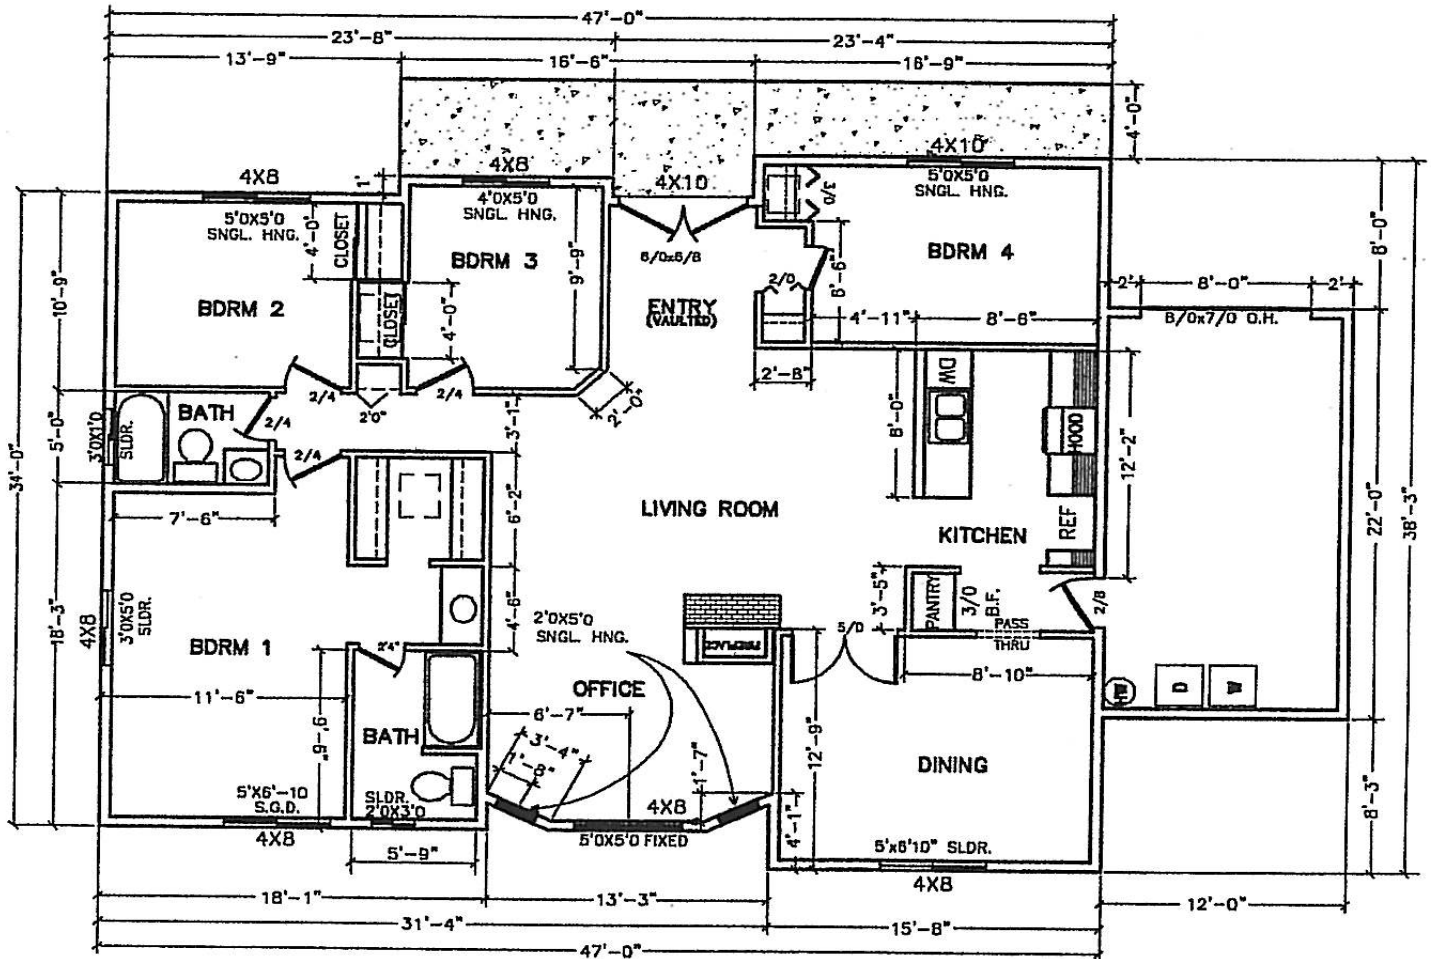 47'-0"
23'-8"
23'-4"
13'-9"
16'-6"
16'-9"
4'-0"
4X8
4X8
4X10
4X10
1'
5'0X5'0
SNGL. HNG.
4'0X5'0
SNGL. HNG.
5'0X5'0
SNGL. HNG.
3/0
4'-0"
CLOSET
BDRM 3
9'-9"
6/0x6/8
BDRM 4
6'-6"
2/0
8'-0"
2'
8'-0"
2'
8/0x7/0 O.H.
10'-9"
BDRM 2
CLOSET
4'-0"
ENTRY
(VAULTED)
4'-11"
8'-6"
2'-8"
2/4
2'0"
2/4
2'-0"
DW
8'-0"
HOOD
12'-2"
34'-0"
5'-0"
3'0X1'0
SLDR.
BATH
2/4
2/4
3'-1"
7'-6"
6'-2"
LIVING ROOM
KITCHEN
REF
22'-0"
38'-3"
18'-3"
4X8
3'0X5'0
SLDR.
BDRM 1
4'-6"
2'0X5'0
SNGL. HNG.
FIREPLACE
3'-5"
PANTRY
3/0
B.F.
PASS
THRU
2/8
5/0
8'-10"
2'4"
11'-6"
9'-9"
BATH
OFFICE
6'-7"
3'-4"
1'-8"
1'-7"
12'-9"
DINING
HW
D
W
5'X6'-10
S.G.D.
4X8
SLDR.
2'0X3'0
4X8
5'0X5'0 FIXED
4'-1"
5'x6'10" SLDR.
4X8
8'-3"
5'-9"
18'-1"
13'-3"
12'-0"
31'-4"
15'-8"
47'-0"